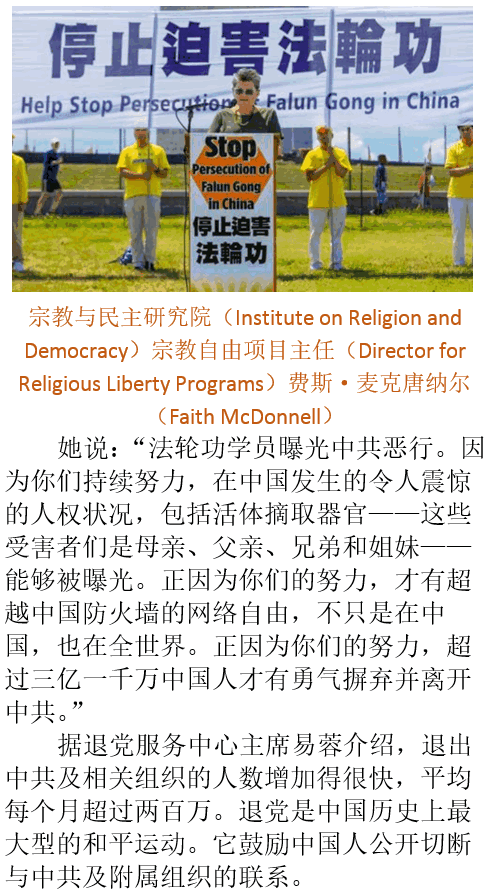 停止迫害法輪功
Help Stop Persecution of Falun Gong in China
Stop
Persecution of
Falun Gong
in China
停止迫害
法輪功
宗教与民主研究院（Institute on Religion and
Democracy）宗教自由项目主任（Director for
Religious Liberty Programs）费斯·麦克唐纳尔
（Faith McDonnell）
她说：“法轮功学员曝光中共恶行。因
为你们持续努力，在中国发生的令人震惊
的人权状况，包括活体摘取器官——这些
受害者们是母亲、父亲、兄弟和姐妹——
能够被曝光。正因为你们的努力，才有超
越中国防火墙的网络自由，不只是在中
国，也在全世界。正因为你们的努力，超
过三亿一千万中国人才有勇气摒弃并离开
中共。”
据退党服务中心主席易蓉介绍，退出
中共及相关组织的人数增加得很快，平均
每个月超过两百万。退党是中国历史上最
大型的和平运动。它鼓励中国人公开切断
与中共及附属组织的联系。